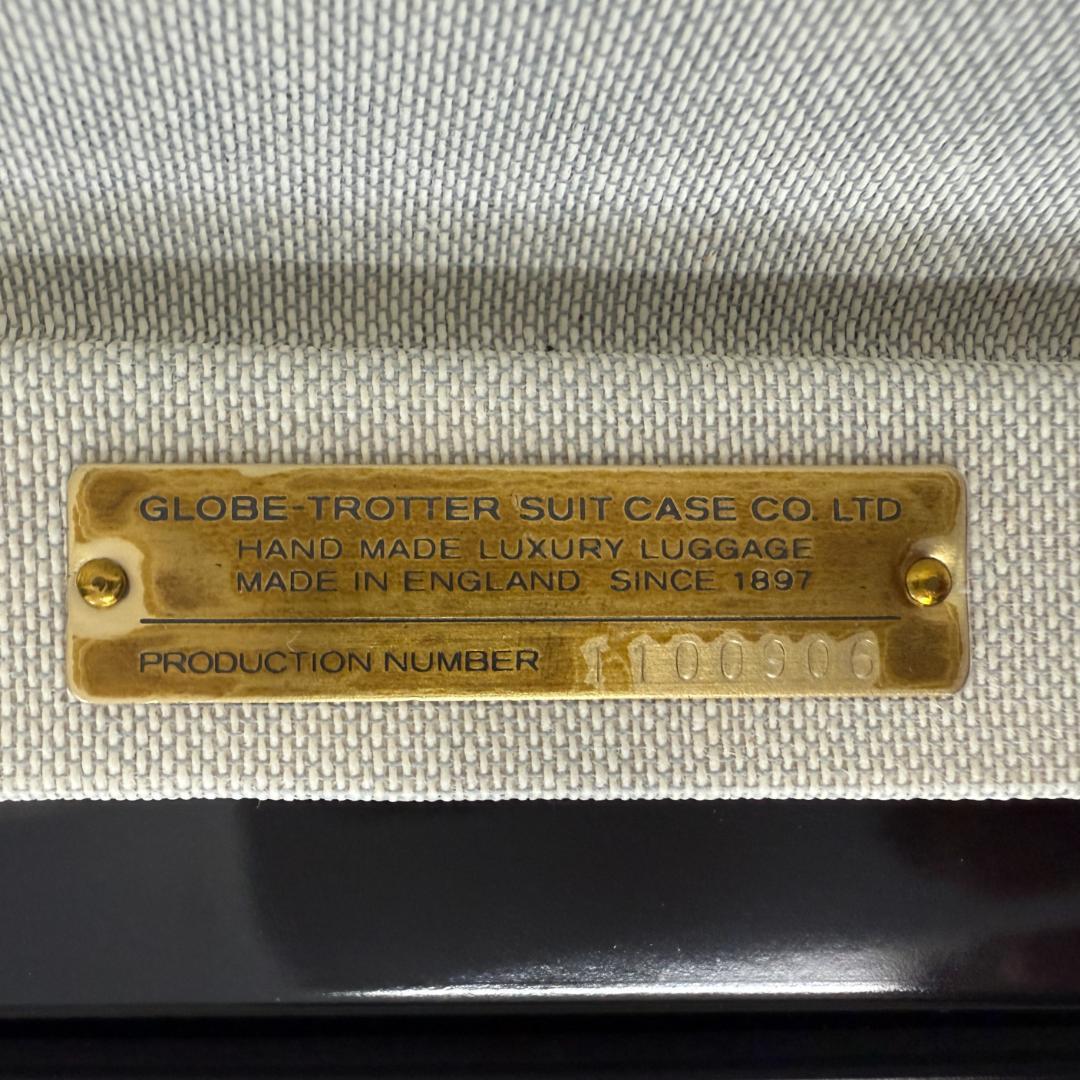 GLOBE-TROTTER SUIT CASE CO. LTD
HAND MADE LUXURY LUGGAGE
MADE IN ENGLAND SINCE 1897
PRODUCTION NUMBER 1100906